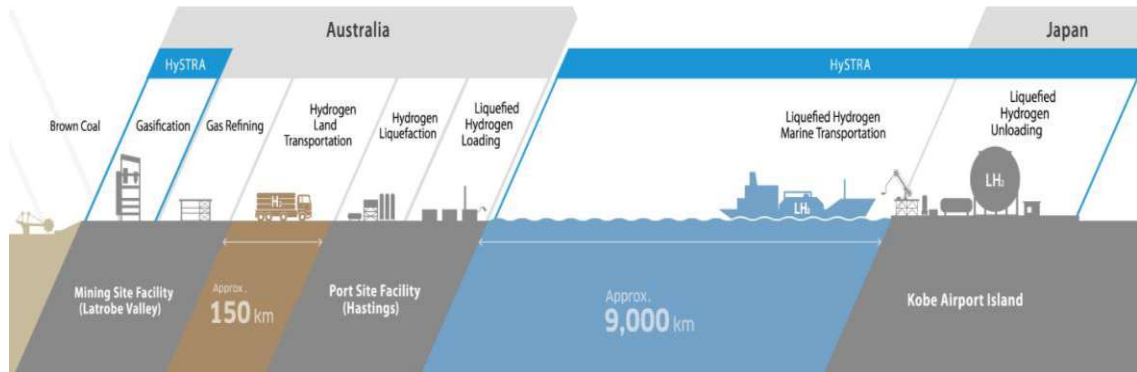 Australia
Japan
HySTRA
HySTRA
Brown Coal
Gasification
Gas Refining
Hydrogen
Land
Transportation
Hydrogen
Liquefaction
Liquefied
Hydrogen
Loading
Liquefied Hydrogen
Marine Transportation
Liquefied
Hydrogen
Unloading
H₂
LH₂
LH₂
Mining Site Facility
(Latrobe Valley)
Approx.
150 km
Port Site Facility
(Hastings)
Approx.
9,000 km
Kobe Airport Island